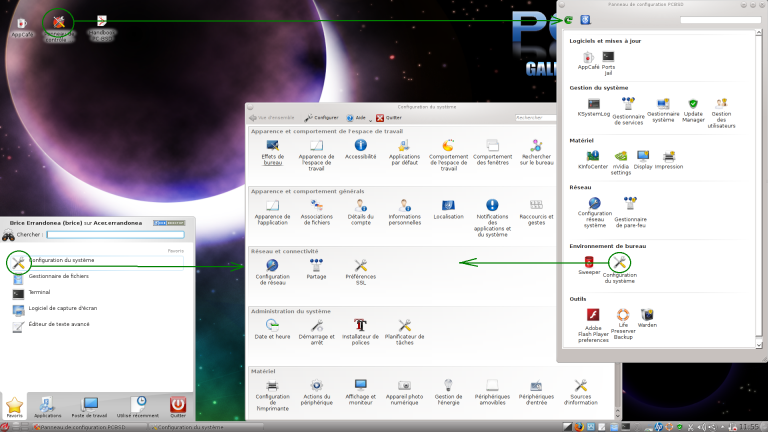 AppCafe
Panneau de
contrôle
Handbook
PC
GAL
Panneau de configuration PCBSD
Logiciels et mises à jour
AppCafe
Ports
Jail
Gestion du système
KSystemLog
Gestionnaire
de services
Gestionnaire
système
Update
Manager
Gestion
des
utilisateurs
Matériel
KInfoCenter
nVidia
settings
Display
Impression
Réseau
Configuration
réseau
système
Gestionnaire
de pare-feu
Environnement de bureau
Sweeper
Configuration
du système
Outils
Adobe
Flash Player
preferences
Life
Preserver
Backup
Warden
Configuration du système
Vue d'ensemble
Configurer
Aide
Quitter
Rechercher
Apparence et comportement de l'espace de travail
Effets de
bureau
Apparence de
l'espace de
travail
Accessibilité
Applications
par défaut
Comportement
de l'espace de
travail
Comportement
des fenêtres
Rechercher
sur le bureau
Apparence et comportement généraux
Apparence de
l'application
Associations
de fichiers
Détails du
compte
Informations
personnelles
Localisation
Notifications
des
applications et
du système
Raccourcis et
gestes
Réseau et connectivité
Configuration
de réseau
Partage
Préférences
SSL
Administration du système
Date et heure
Démarrage et
arrêt
Installateur
de polices
Planificateur de
tâches
Matériel
Configuration
de
l'imprimante
Actions du
périphérique
Affichage et
moniteur
Appareil photo
numérique
Gestion de
l'énergie
Périphériques
amovibles
Périphériques
d'entrée
Sources
d'information
Brice Errandonea (brice) sur Acecerrandonea
Chercher :
Favoris
Configuration du système
Gestionnaire de fichiers
Terminal
Logiciel de capture d'écran
Éditeur de texte avancé
Favoris
Applications
Poste de travail
Utilisé récemment
Quitter
Panneau de configuration PCBSD
Configuration du système
11:55